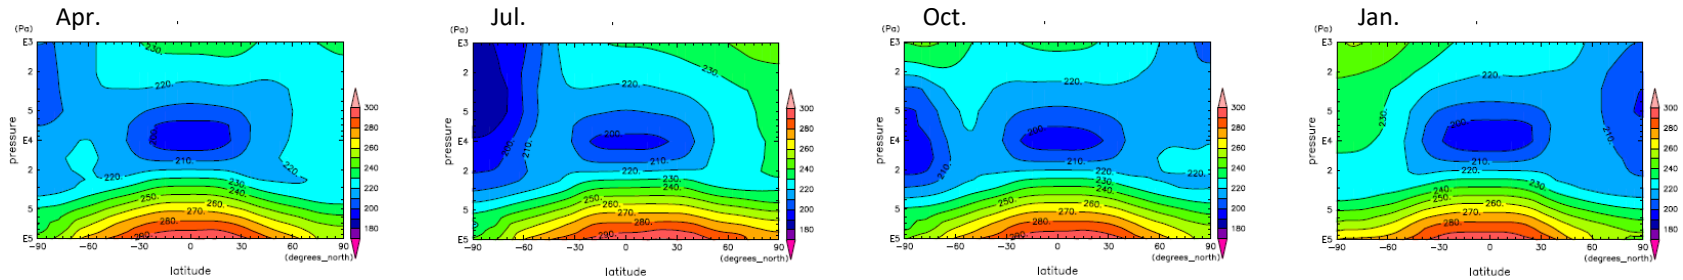 Apr.
(Pa)
E3
2
5
E4
2
5
E5
pressure
230.
220.
200.
210.
220.
220.
230.
240.
250.
260.
270.
280.
290.
−90 −60 −30 0 30 60 90
(degrees_north)
latitude
300
280
260
240
220
200
180
Jul.
(Pa)
E3
2
5
E4
2
5
E5
pressure
230.
220.
200.
200.
210.
210.
220.
230.
240.
250.
260.
270.
280.
290.
−90 −60 −30 0 30 60 90
(degrees_north)
latitude
300
280
260
240
220
200
180
Oct.
(Pa)
E3
2
5
E4
2
5
E5
pressure
220.
200.
210.
210.
220.
220.
230.
240.
250.
260.
270.
280.
−90 −60 −30 0 30 60 90
(degrees_north)
latitude
300
280
260
240
220
200
180
Jan.
(Pa)
E3
2
5
E4
2
5
E5
pressure
220.
230.
200.
210.
210.
220.
230.
240.
250.
260.
270.
280.
−90 −60 −30 0 30 60 90
(degrees_north)
latitude
300
280
260
240
220
200
180